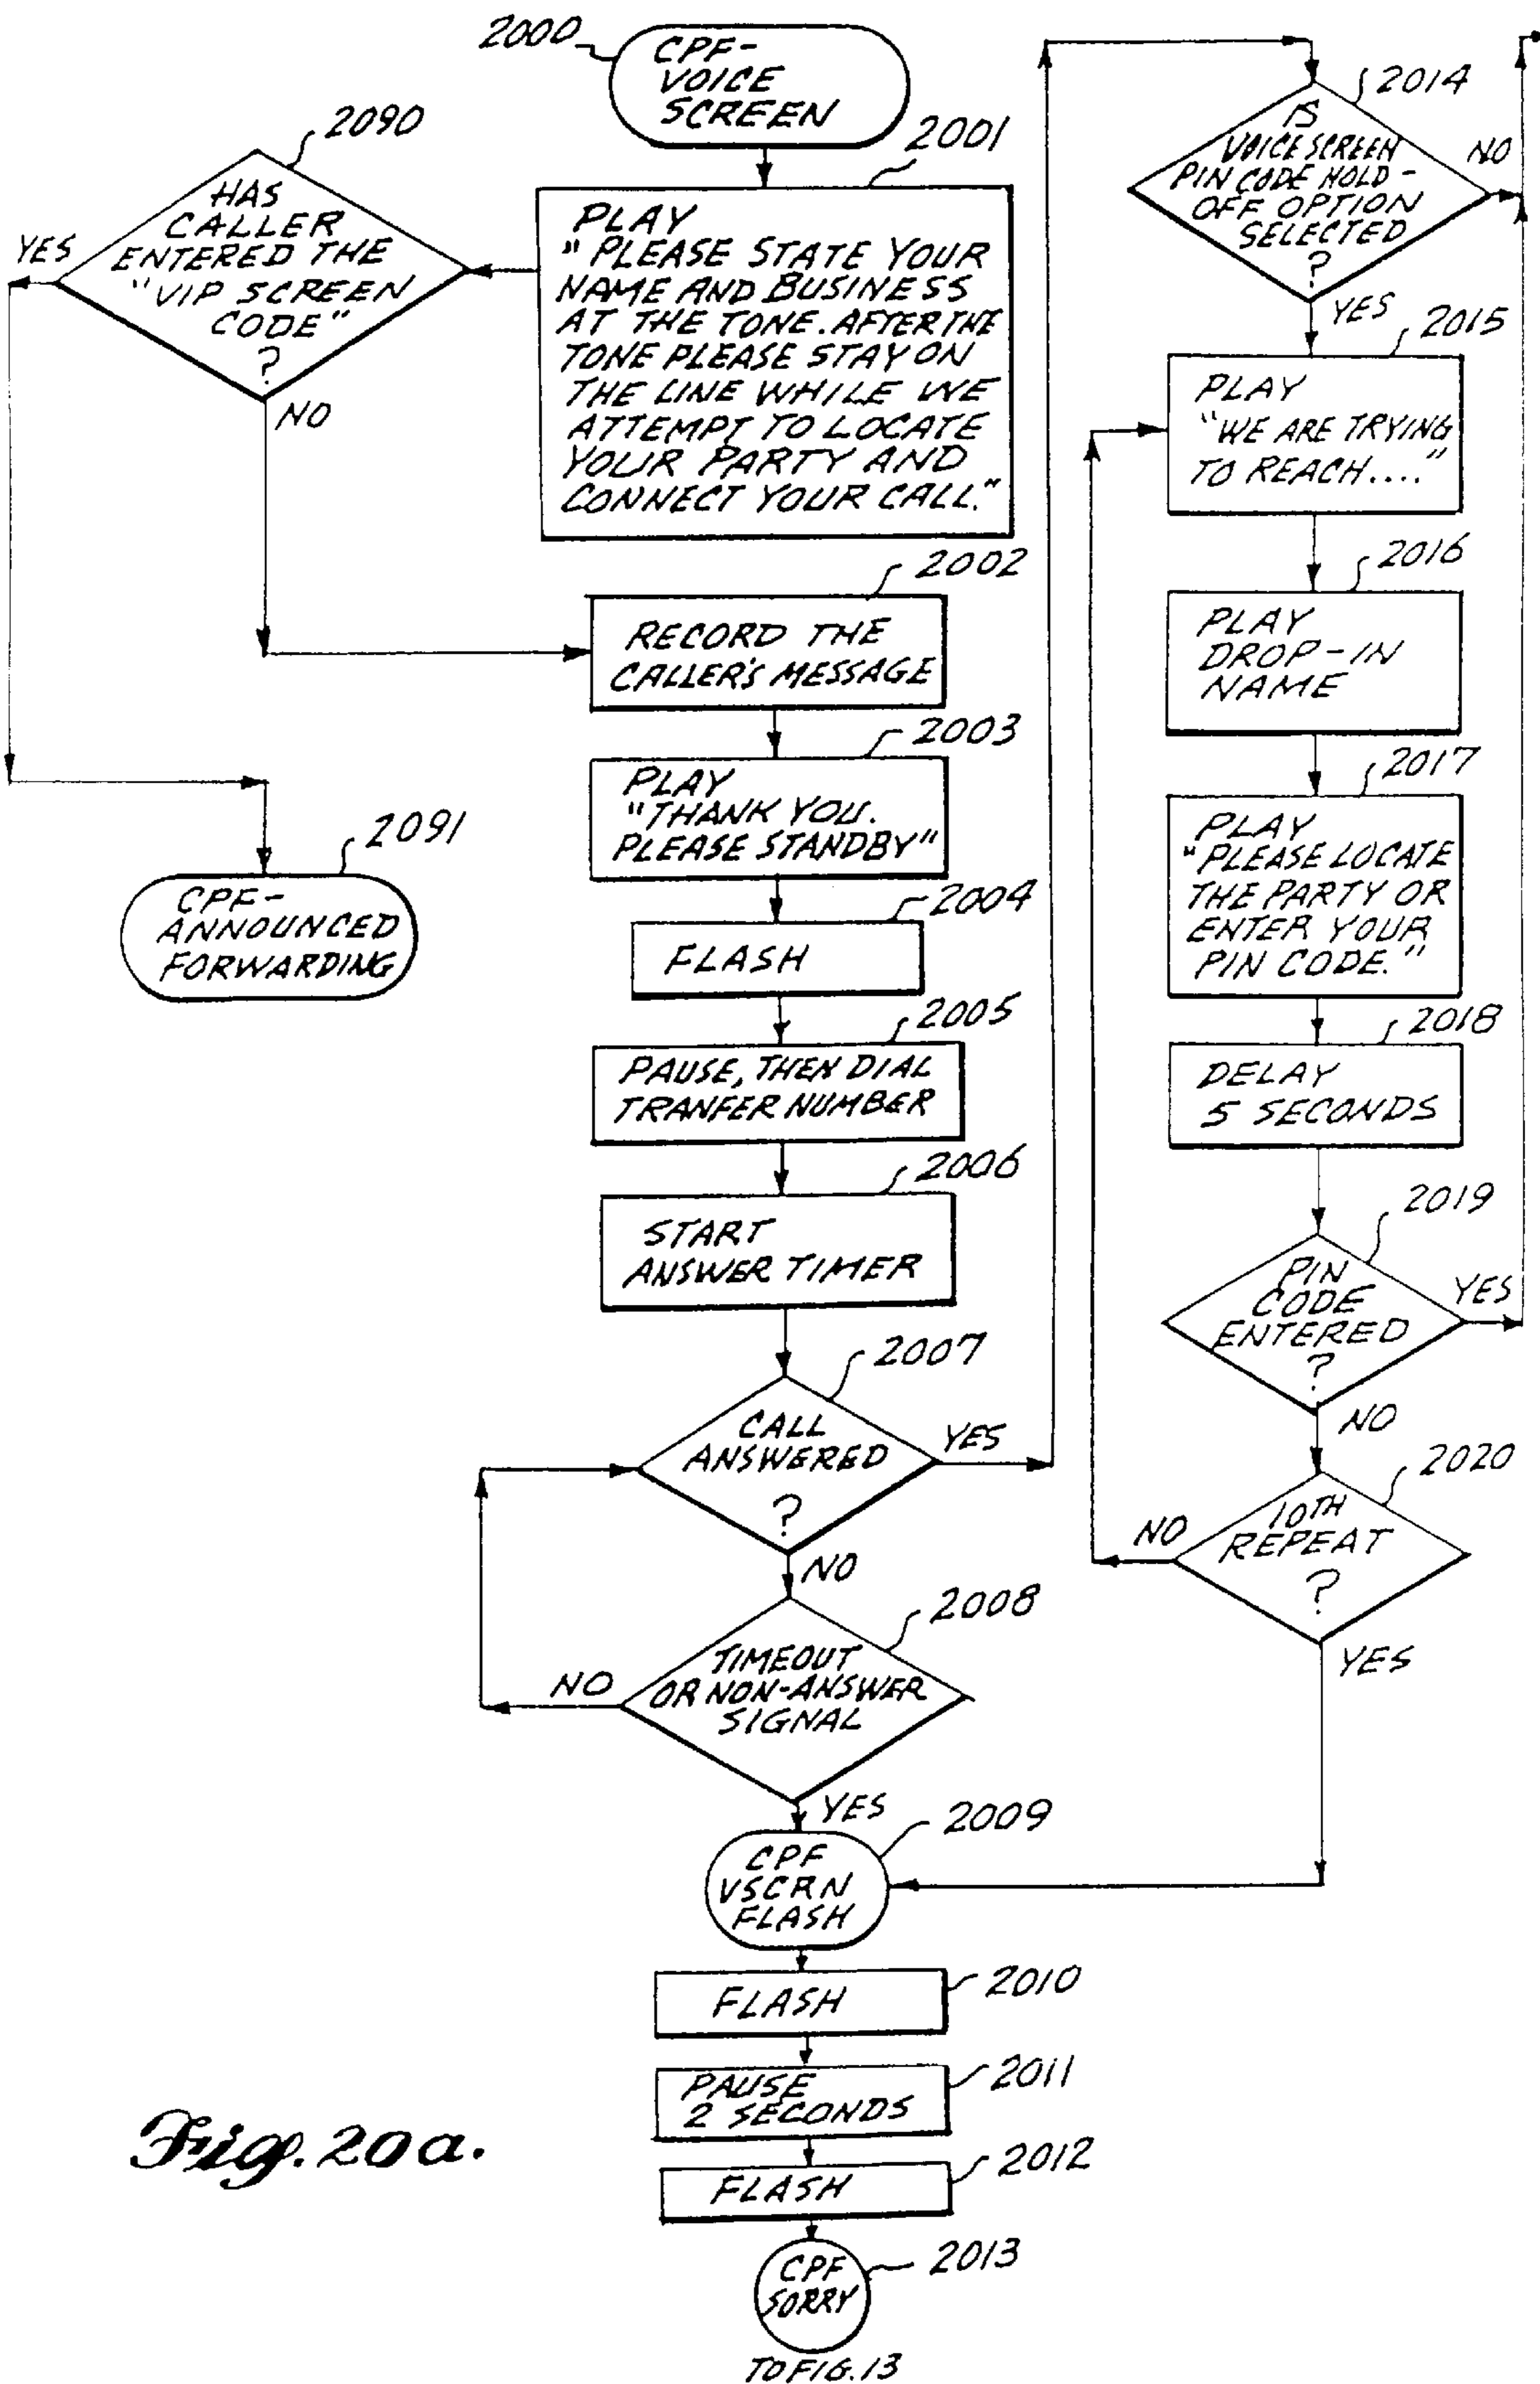 2000
CPF-
VOICE
SCREEN
2001
PLAY
"PLEASE STATE YOUR
NAME AND BUSINESS
AT THE TONE. AFTER THE
TONE PLEASE STAY ON
THE LINE WHILE WE
ATTEMPT TO LOCATE
YOUR PARTY AND
CONNECT YOUR CALL."
2090
HAS
CALLER
ENTERED THE
"VIP SCREEN
CODE"
?
YES
NO
2091
CPF-
ANNOUNCED
FORWARDING
2002
RECORD THE
CALLER'S MESSAGE
2003
PLAY
"THANK YOU.
PLEASE STANDBY"
2004
FLASH
2005
PAUSE, THEN DIAL
TRANFER NUMBER
2006
START
ANSWER TIMER
2007
CALL
ANSWERED
?
YES
NO
2008
TIMEOUT
OR NON-ANSWER
SIGNAL
NO
YES
2009
CPF
VSCRN
FLASH
2010
FLASH
2011
PAUSE
2 SECONDS
2012
FLASH
2013
CPF
SORRY
TO FIG. 13
2014
IS
VOICE SCREEN
PIN CODE HOLD-
OFF OPTION
SELECTED
?
NO
YES
2015
PLAY
"WE ARE TRYING
TO REACH...."
2016
PLAY
DROP-IN
NAME
2017
PLAY
"PLEASE LOCATE
THE PARTY OR
ENTER YOUR
PIN CODE."
2018
DELAY
5 SECONDS
2019
PIN
CODE
ENTERED
?
YES
NO
2020
10TH
REPEAT
?
NO
YES
Fig. 20a.